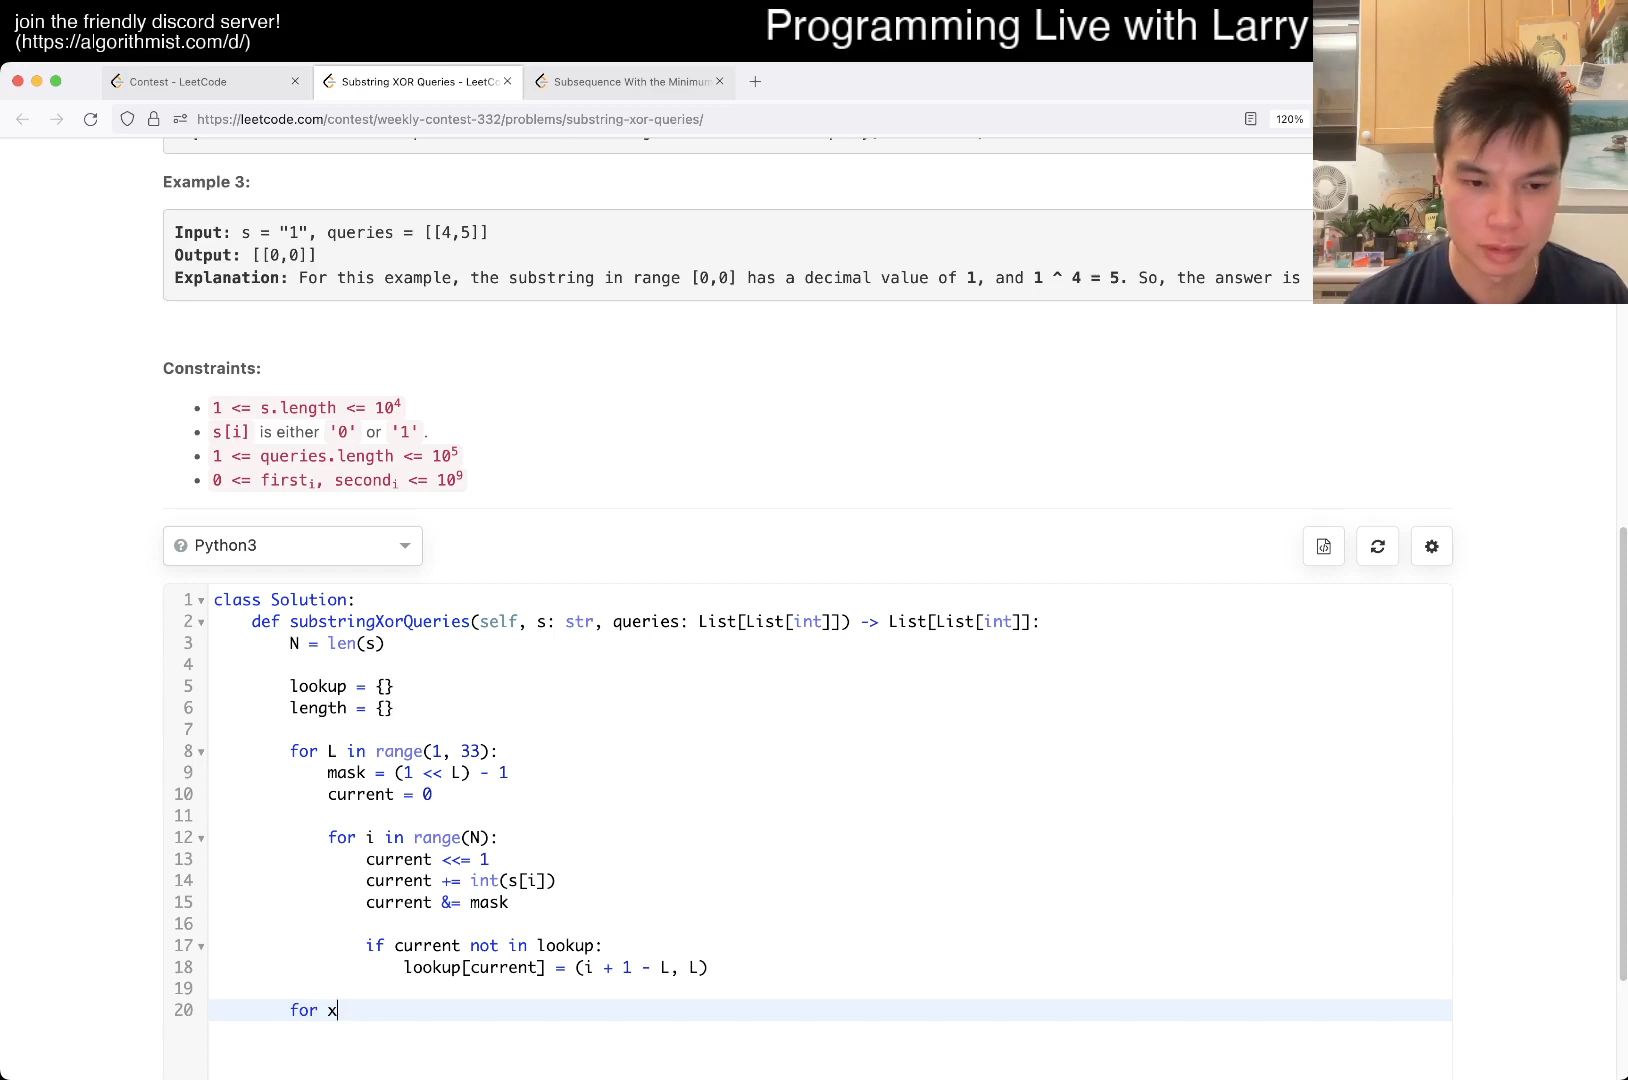 join the friendly discord server!
(https://algorithmist.com/d/)
Programming Live with Larry
Contest - LeetCode
Substring XOR Queries - LeetCo
Subsequence With the Minimum
https://leetcode.com/contest/weekly-contest-332/problems/substring-xor-queries/
120%
Example 3:
Input: s = "1", queries = [[4,5]]
Output: [[0,0]]
Explanation: For this example, the substring in range [0,0] has a decimal value of 1, and 1 ^ 4 = 5. So, the answer is
Constraints:
1 <= s.length <= 10⁴
s[i] is either '0' or '1'.
1 <= queries.length <= 10⁵
0 <= firstᵢ, secondᵢ <= 10⁹
Python3
1 class Solution:
2 def substringXorQueries(self, s: str, queries: List[List[int]]) -> List[List[int]]:
3 N = len(s)
4
5 lookup = {}
6 length = {}
7
8 for L in range(1, 33):
9 mask = (1 << L) - 1
10 current = 0
11
12 for i in range(N):
13 current <<= 1
14 current += int(s[i])
15 current &= mask
16
17 if current not in lookup:
18 lookup[current] = (i + 1 - L, L)
19
20 for x